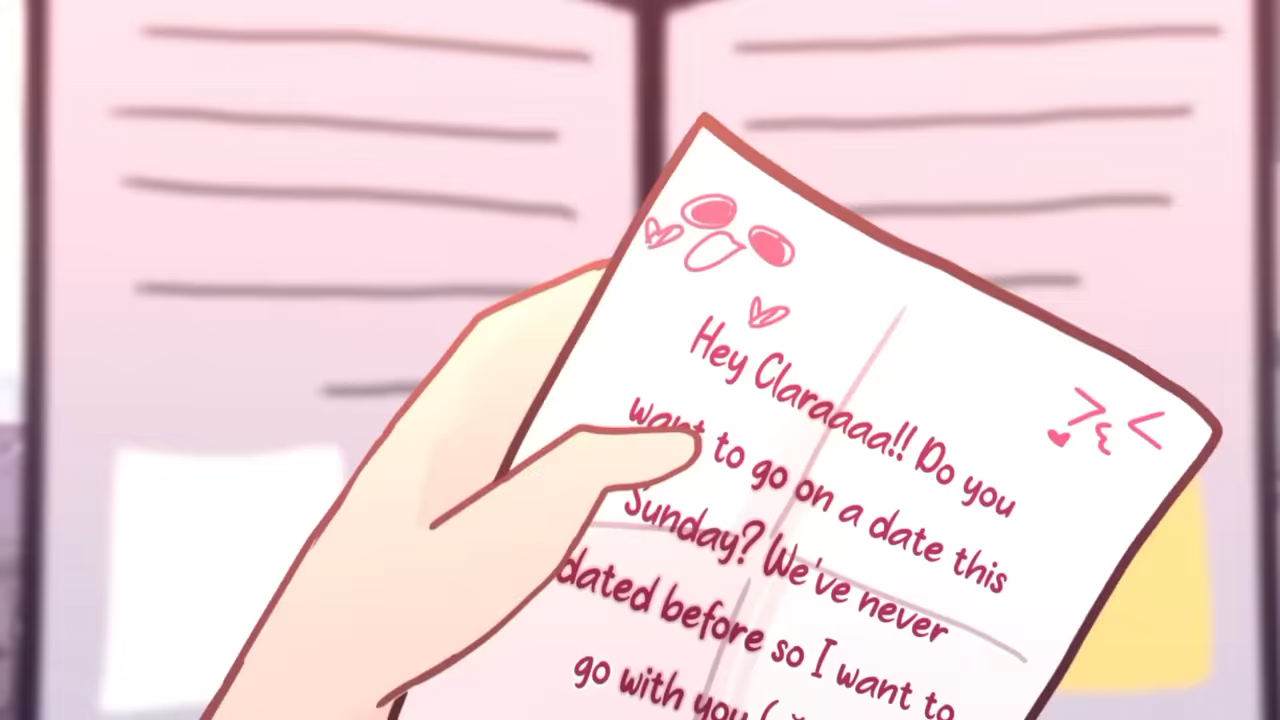 Hey Claraaaa!! Do you
want to go on a date this
Sunday? We've never
dated before so I want to
go with you (